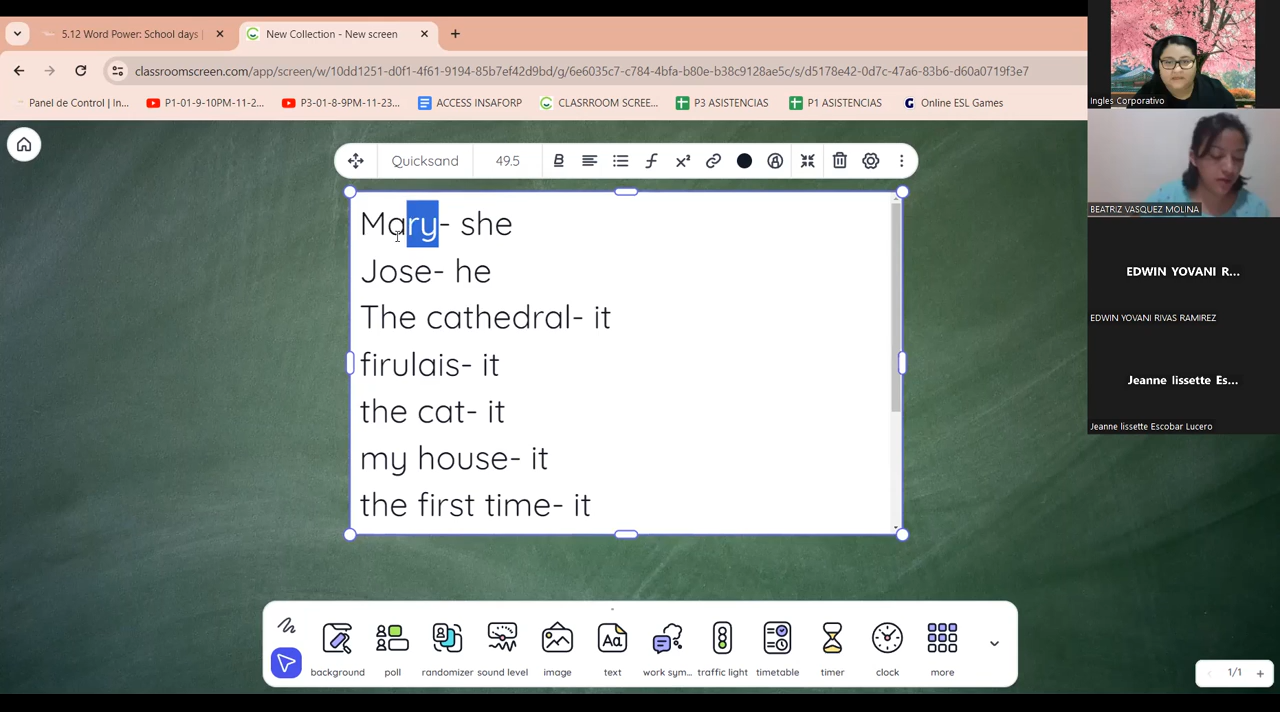 5.12 Word Power: School days |
New Collection - New screen
classroomscreen.com/app/screen/w/10dd1251-d0f1-4f61-9194-9cb7ef42d9bd/g/6e6035c7-c784-4bfa-b80e-b38c9128ae5c/s/d5178e42-0d7c-47a6-83b6-d60a0719f3e7
Panel de Control | In...
P1-01-9-10PM-11-2...
P3-01-8-9PM-11-23...
ACCESS INSAFORP
CLASSROOM SCREE...
P3 ASISTENCIAS
P1 ASISTENCIAS
Online ESL Games
Ingles Corporativo
Quicksand
49.5
BEATRIZ VASQUEZ MOLINA
Mary- she
Jose- he
The cathedral- it
firulais- it
the cat- it
my house- it
the first time- it
EDWIN YOVANI R...
EDWIN YOVANI RIVAS RAMIREZ
Jeanne lissette Es...
Jeanne lissette Escobar Lucero
background
poll
randomizer
sound level
image
Aa
text
work sym...
traffic light
timetable
timer
clock
more
1/1